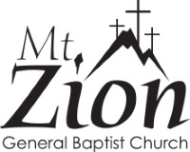 Mt.
Zion
General Baptist Church